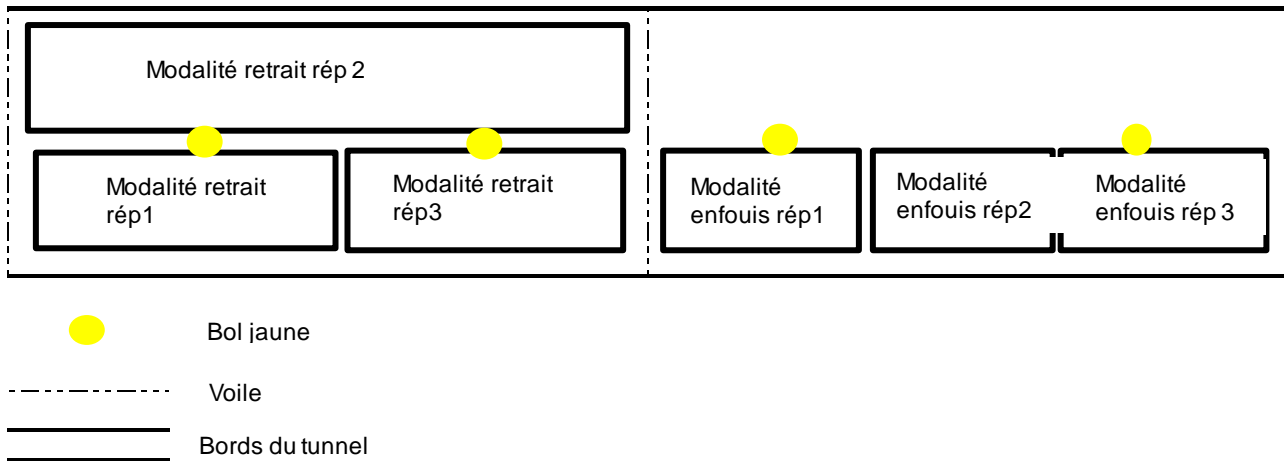 Modalité retrait rép 2
Modalité retrait
rép1
Modalité retrait
rép3
Modalité
enfouis rép1
Modalité
enfouis rép2
Modalité
enfouis rép 3
Bol jaune
Voile
Bords du tunnel